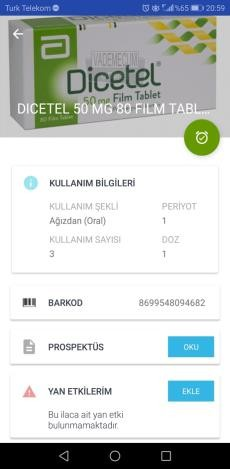 Turk Telekom
%65
20:59
VADEMECUM
Dicetel
50 mg Film Tablet
80 Film Tablet
DICETEL 50 MG 80 FILM TABL...
KULLANIM BİLGİLERİ
KULLANIM ŞEKLİ
PERİYOT
Ağızdan (Oral)
1
KULLANIM SAYISI
DOZ
3
1
BARKOD
8699548094682
PROSPEKTÜS
OKU
YAN ETKİLERİM
EKLE
Bu ilaca ait yan etki
bulunmamaktadır.